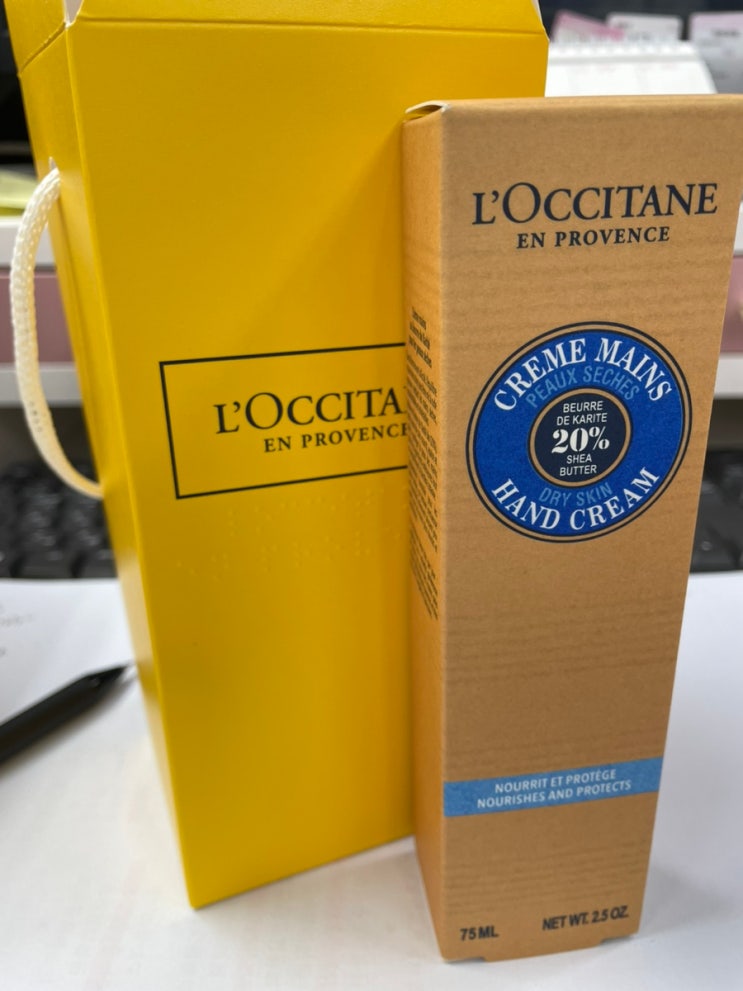 L'OCCITA
EN PROVENCE
L'OCCITANE
EN PROVENCE
CREME MAINS
PEAUX SECHES
BEURRE
DE KARITE
20%
SHEA
BUTTER
DRY SKIN
HAND CREAM
NOURRIT ET PROTÈGE
NOURISHES AND PROTECTS
75 ML
NET WT. 2.5 OZ.